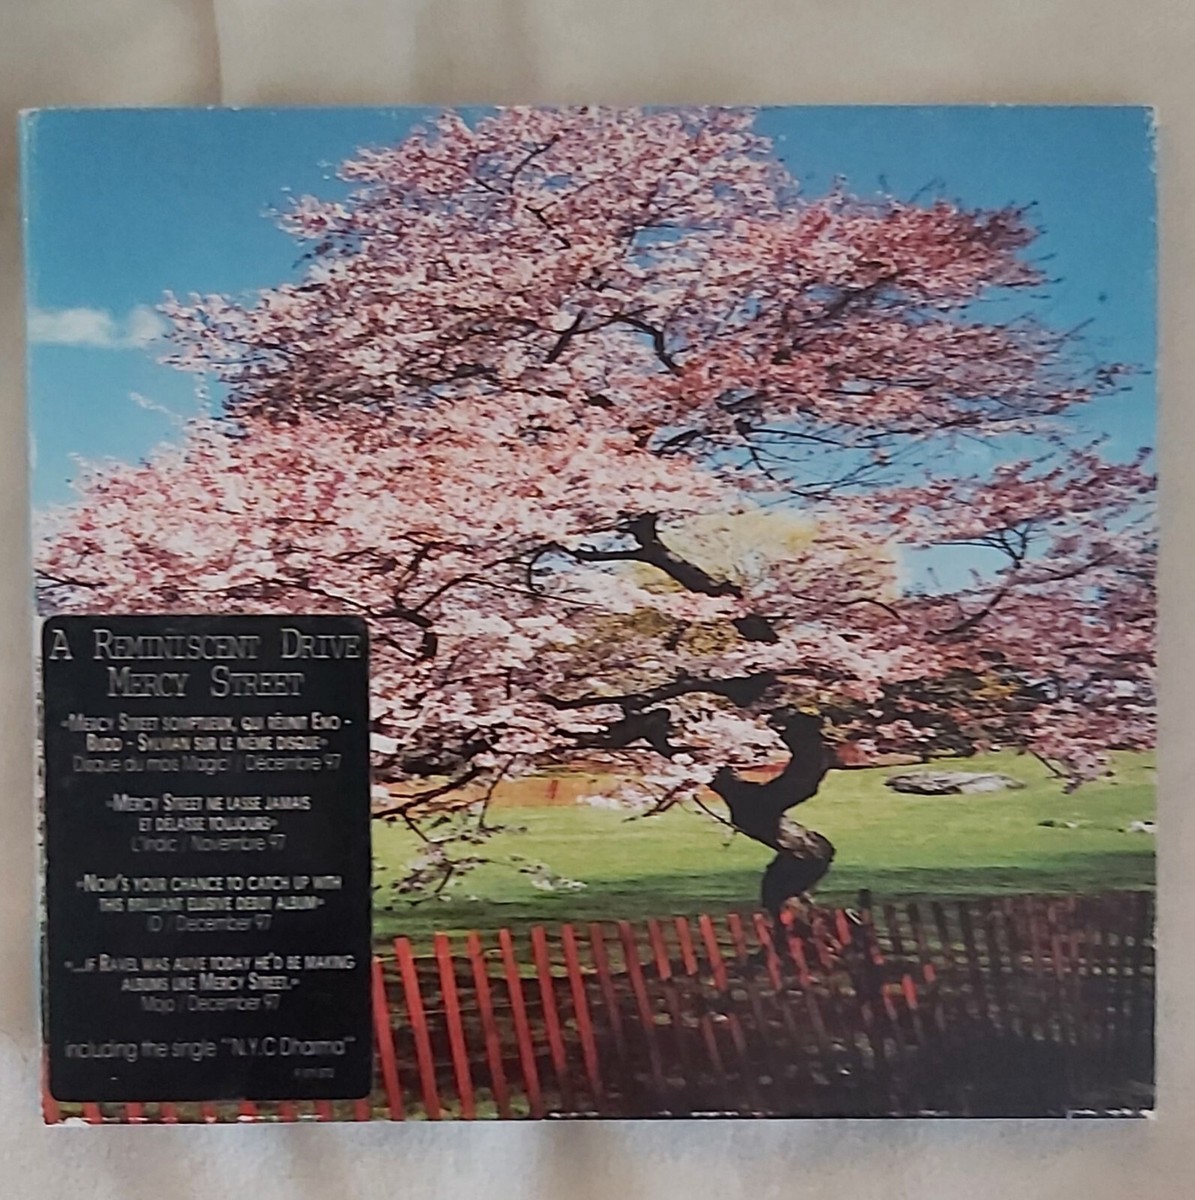 A REMINISCENT DRIVE
MERCY STREET
«MERCY STREET SOMPTUEUX, QUI RÉUNIT ENO -
BUDD - SYLVIAN SUR LE MÊME DISQUE»
Disque du mois Magic! / Décembre 97
«MERCY STREET NE LASSE JAMAIS
ET DÉLASSE TOUJOURS»
L'indic / Novembre 97
«NOW'S YOUR CHANCE TO CATCH UP WITH
THIS BRILLIANT ELUSIVE DEBUT ALBUM»
ID / December 97
«...IF RAVEL WAS ALIVE TODAY HE'D BE MAKING
ALBUMS LIKE MERCY STREET.»
Mojo / December 97
including the single "N.Y.C Dharma"